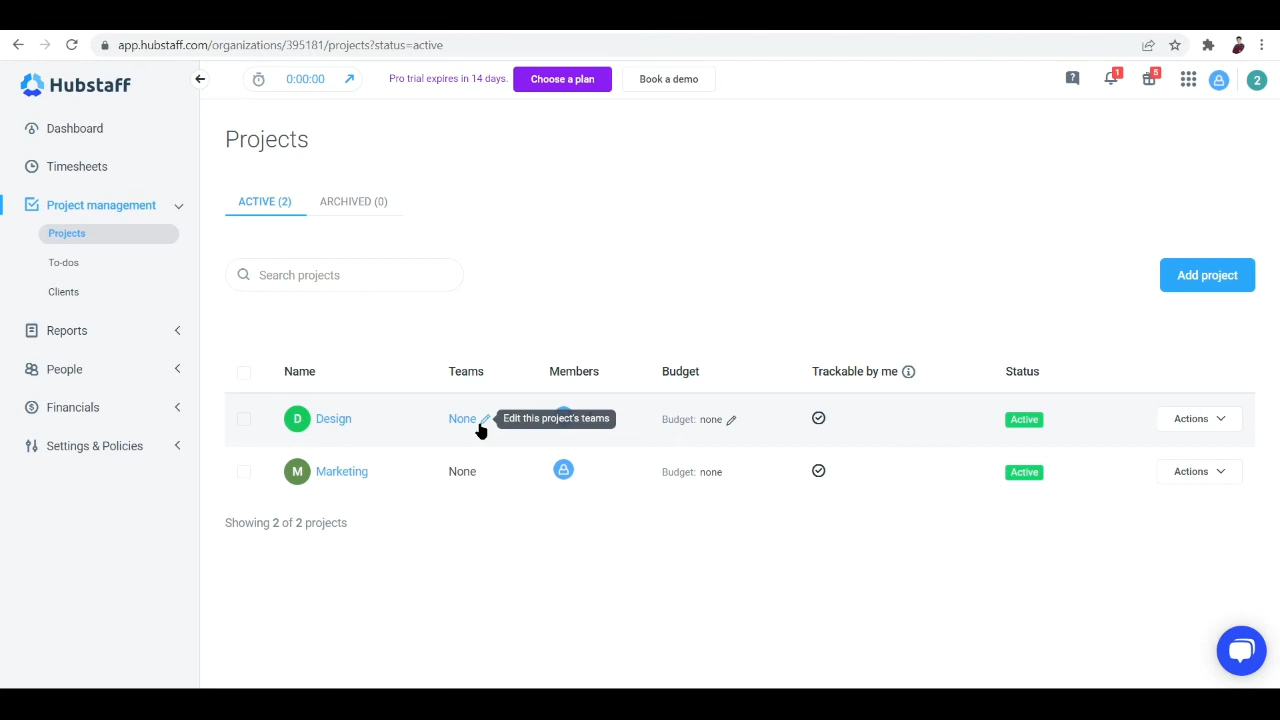 app.hubstaff.com/organizations/395181/projects?status=active
Hubstaff
0:00:00
Pro trial expires in 14 days.
Choose a plan
Book a demo
?
1
5
2
Dashboard
Timesheets
Project management
Projects
To-dos
Clients
Reports
People
Financials
Settings & Policies
Projects
ACTIVE (2)
ARCHIVED (0)
Search projects
Add project
Name Teams Members Budget Trackable by me Status
D Design None Edit this project's teams Budget: none Active Actions
M Marketing None Budget: none Active Actions
Showing 2 of 2 projects